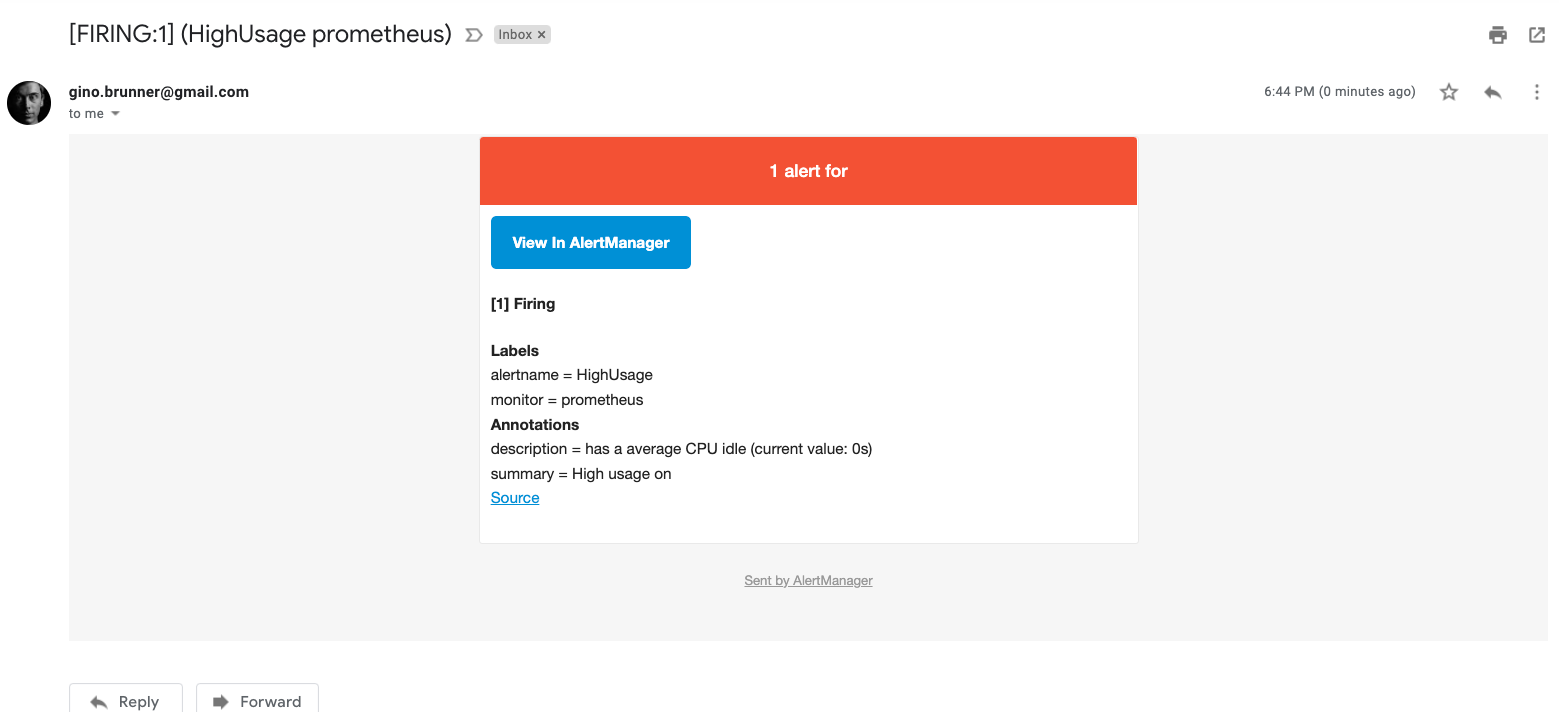 [FIRING:1] (HighUsage prometheus) Inbox ×
gino.brunner@gmail.com 6:44 PM (0 minutes ago)
to me
1 alert for
View In AlertManager
[1] Firing
Labels
alertname = HighUsage
monitor = prometheus
Annotations
description = has a average CPU idle (current value: 0s)
summary = High usage on
Source
Sent by AlertManager
Reply Forward